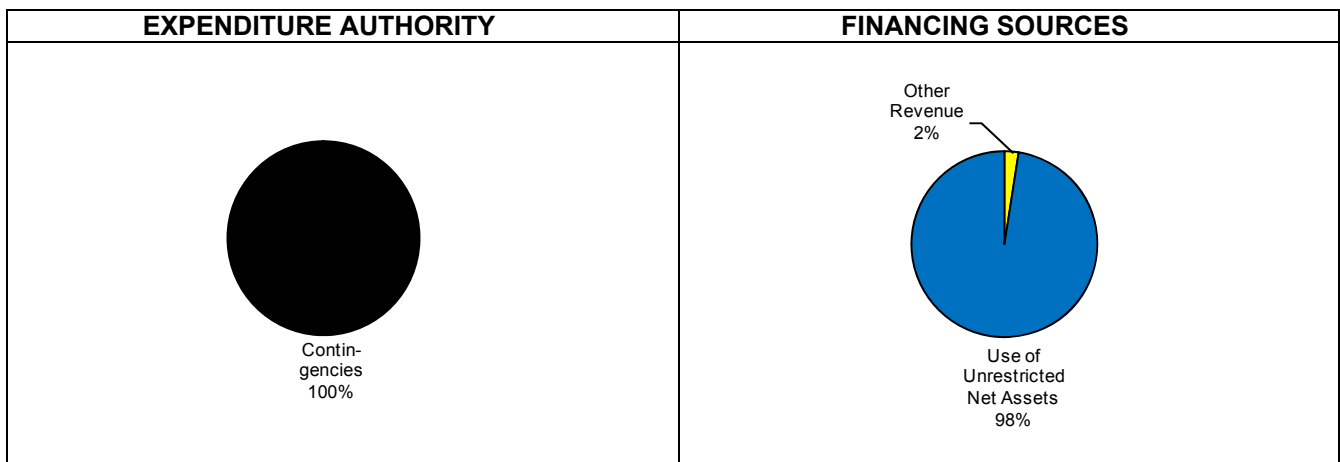 EXPENDITURE AUTHORITY
FINANCING SOURCES
Contin-
gencies
100%
Other
Revenue
2%
Use of
Unrestricted
Net Assets
98%